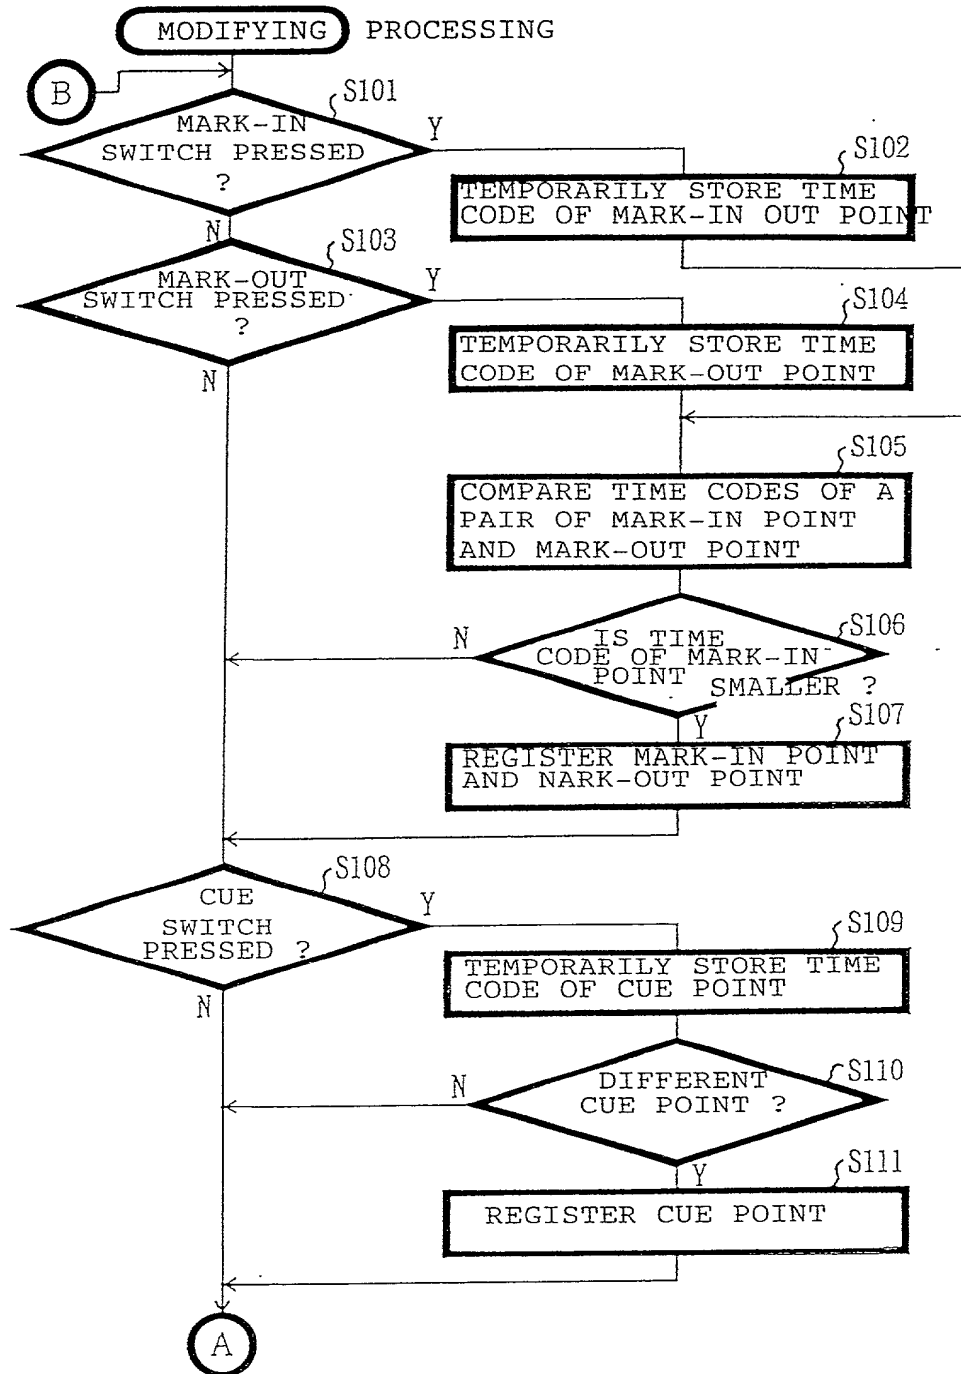 MODIFYING PROCESSING
B
S101
MARK-IN
SWITCH PRESSED
?
Y
N
S102
TEMPORARILY STORE TIME
CODE OF MARK-IN OUT POINT
S103
MARK-OUT
SWITCH PRESSED
?
Y
N
S104
TEMPORARILY STORE TIME
CODE OF MARK-OUT POINT
S105
COMPARE TIME CODES OF A
PAIR OF MARK-IN POINT
AND MARK-OUT POINT
S106
IS TIME
CODE OF MARK-IN
POINT SMALLER ?
N
Y
S107
REGISTER MARK-IN POINT
AND NARK-OUT POINT
S108
CUE
SWITCH
PRESSED ?
Y
N
S109
TEMPORARILY STORE TIME
CODE OF CUE POINT
S110
DIFFERENT
CUE POINT ?
N
Y
S111
REGISTER CUE POINT
A